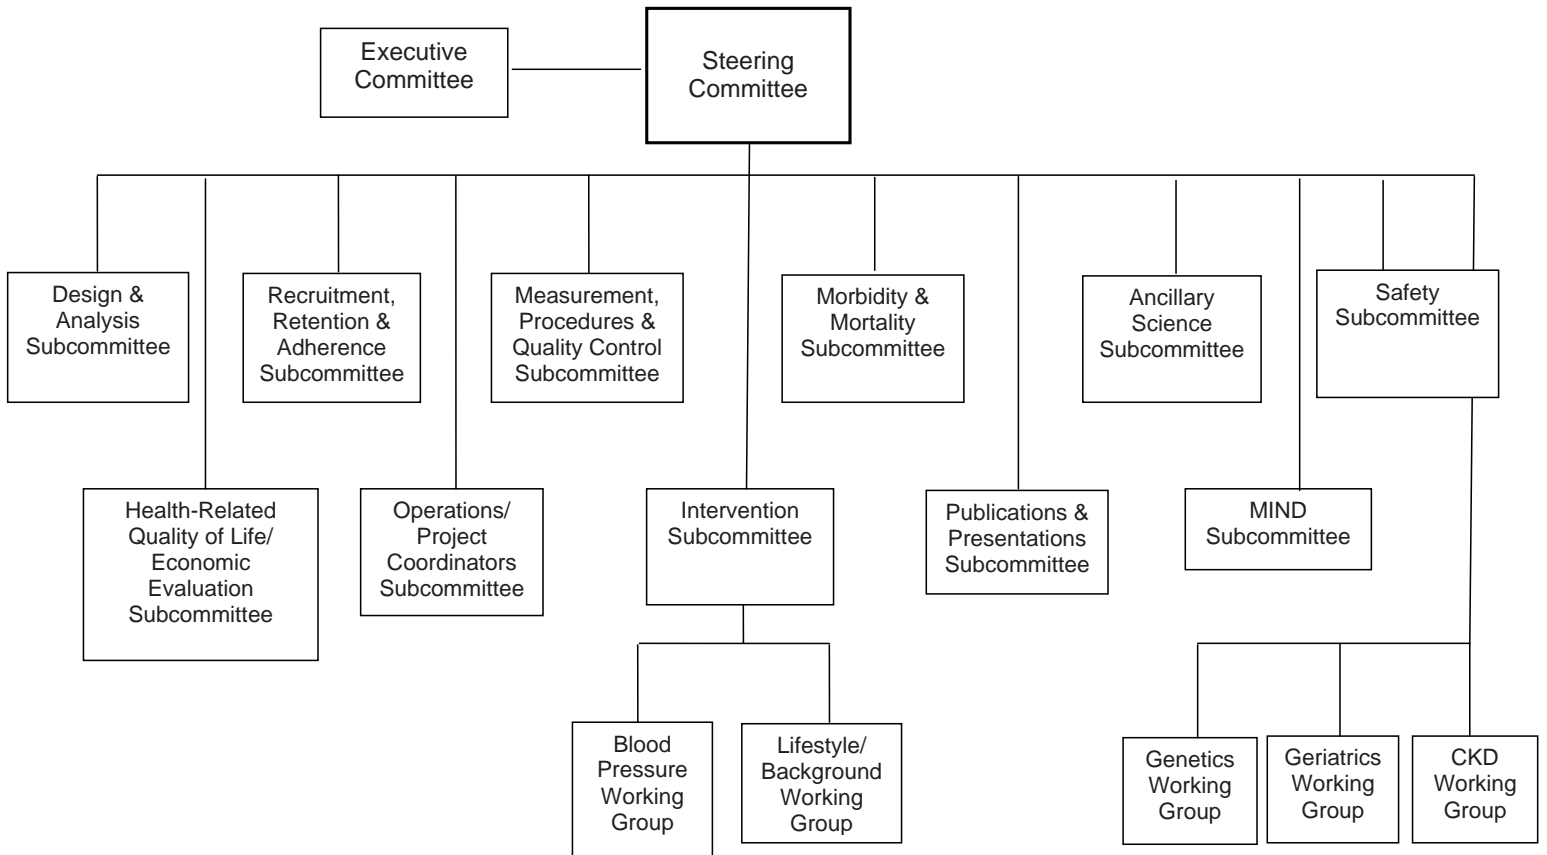 Executive
Committee
Steering
Committee
Design &
Analysis
Subcommittee
Recruitment,
Retention &
Adherence
Subcommittee
Measurement,
Procedures &
Quality Control
Subcommittee
Morbidity &
Mortality
Subcommittee
Ancillary
Science
Subcommittee
Safety
Subcommittee
Health-Related
Quality of Life/
Economic
Evaluation
Subcommittee
Operations/
Project
Coordinators
Subcommittee
Intervention
Subcommittee
Publications &
Presentations
Subcommittee
MIND
Subcommittee
Blood
Pressure
Working
Group
Lifestyle/
Background
Working
Group
Genetics
Working
Group
Geriatrics
Working
Group
CKD
Working
Group